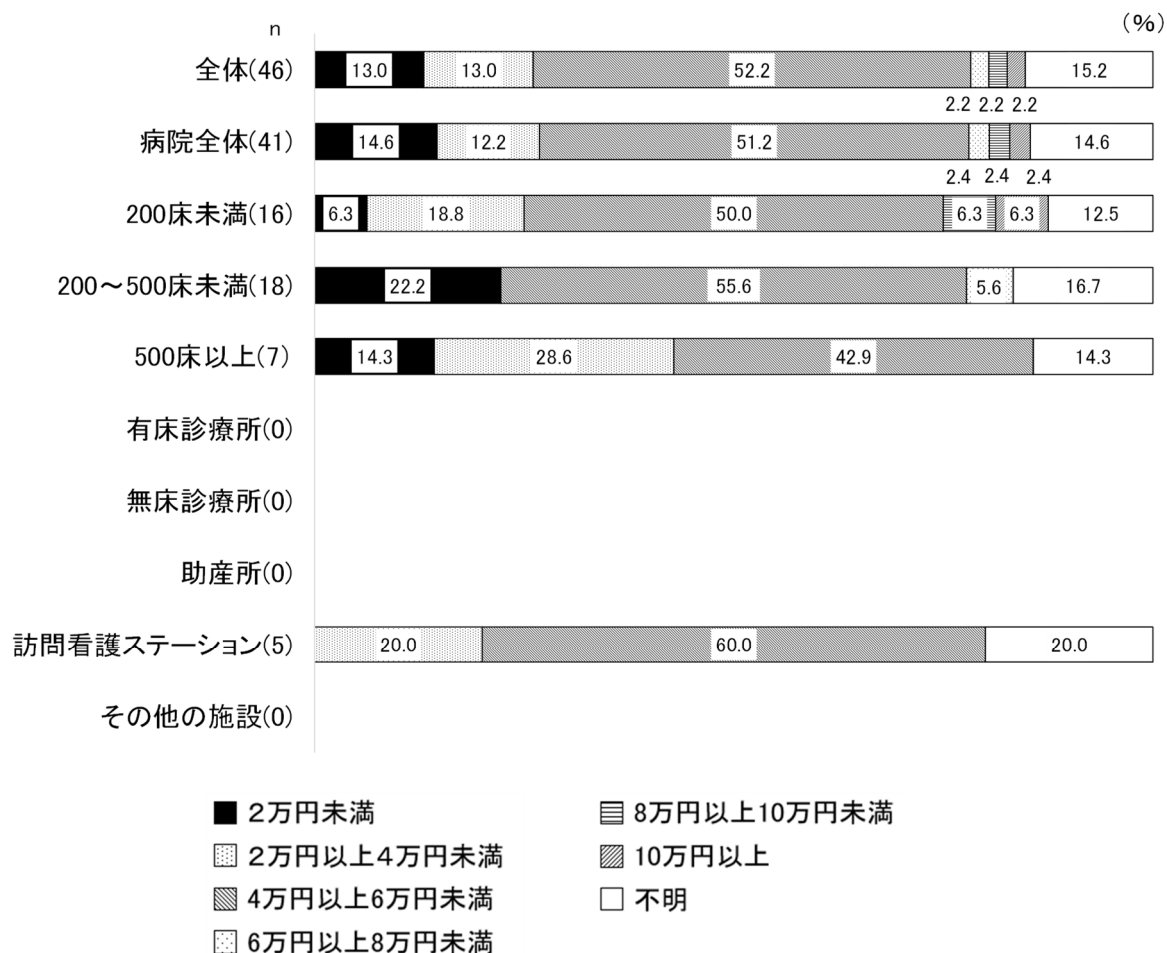 n
(%)
全体(46)
13.0 13.0 52.2 15.2
2.2 2.2 2.2
病院全体(41)
14.6 12.2 51.2 14.6
2.4 2.4 2.4
200床未満(16)
6.3 18.8 50.0 6.3 6.3 12.5
200～500床未満(18)
22.2 55.6 5.6 16.7
500床以上(7)
14.3 28.6 42.9 14.3
有床診療所(0)
無床診療所(0)
助産所(0)
訪問看護ステーション(5)
20.0 60.0 20.0
その他の施設(0)
２万円未満
２万円以上４万円未満
4万円以上6万円未満
6万円以上8万円未満
8万円以上10万円未満
10万円以上
不明